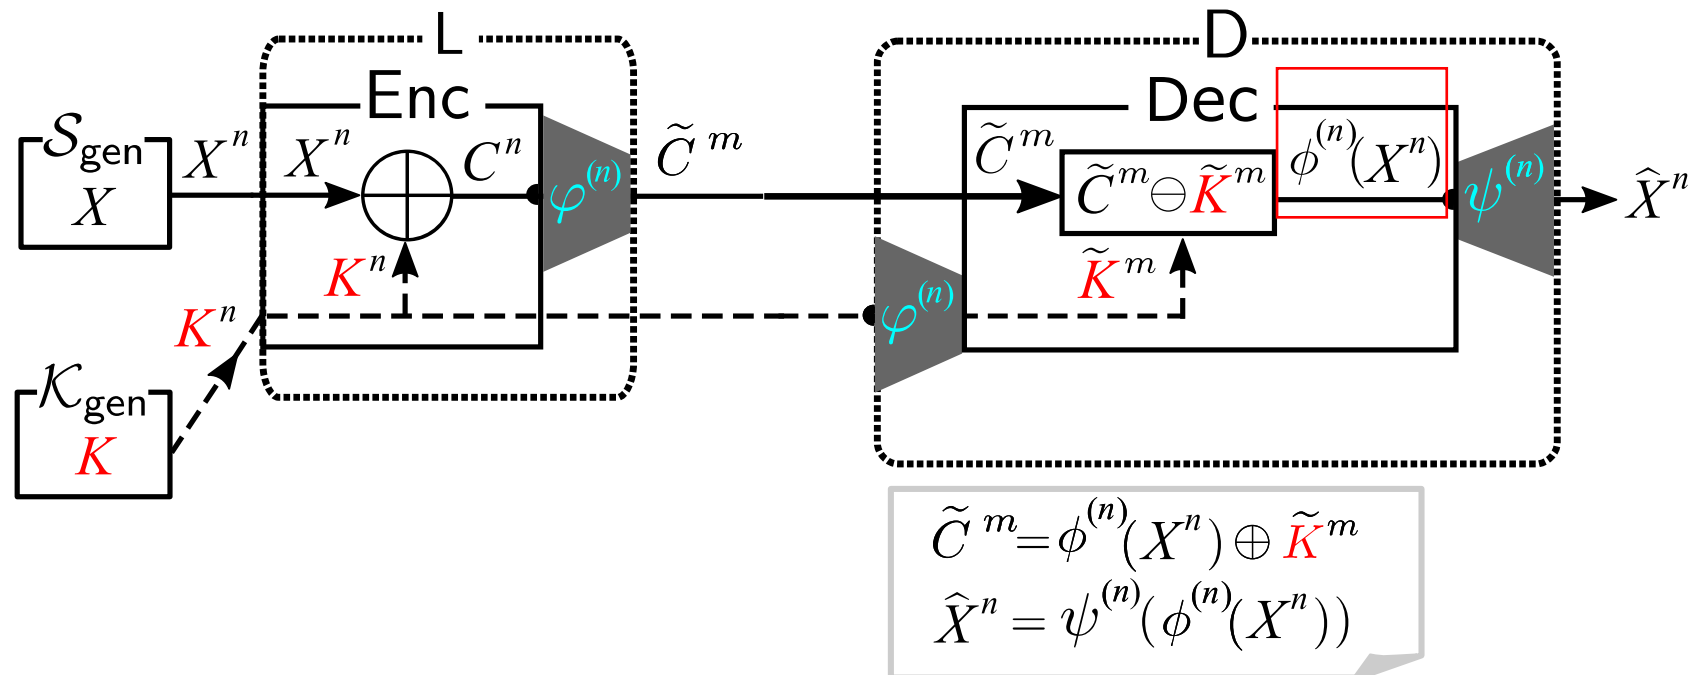 L
D
Enc
Dec
𝒮gen
X
Xⁿ
Xⁿ
Cⁿ
φ⁽ⁿ⁾
C̃ᵐ
C̃ᵐ
C̃ᵐ⊖K̃ᵐ
ϕ⁽ⁿ⁾(Xⁿ)
ψ⁽ⁿ⁾
X̂ⁿ
Kⁿ
Kⁿ
φ⁽ⁿ⁾
K̃ᵐ
𝒦gen
K
C̃ᵐ=ϕ⁽ⁿ⁾(Xⁿ)⊕K̃ᵐ
X̂ⁿ=ψ⁽ⁿ⁾(ϕ⁽ⁿ⁾(Xⁿ))